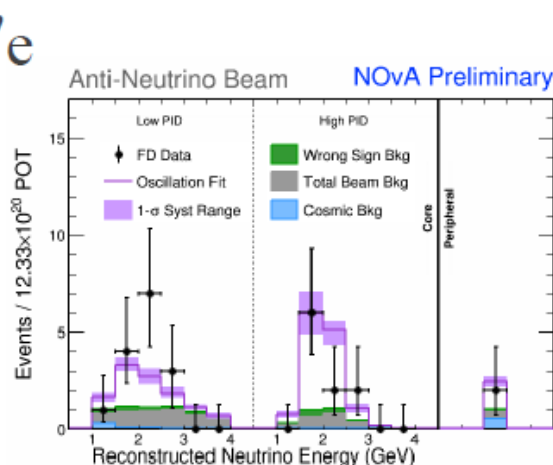 e
Anti-Neutrino Beam NOvA Preliminary
Low PID High PID
FD Data
Oscillation Fit
1-σ Syst Range
Wrong Sign Bkg
Total Beam Bkg
Cosmic Bkg
Core
Peripheral
Events / 12.33×10²⁰ POT
15
10
5
0
1 2 3 4 1 2 3 4
Reconstructed Neutrino Energy (GeV)